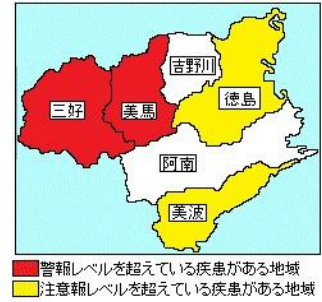 吉野川
三好
美馬
徳島
阿南
美波
警報レベルを超えている疾患がある地域
注意報レベルを超えている疾患がある地域